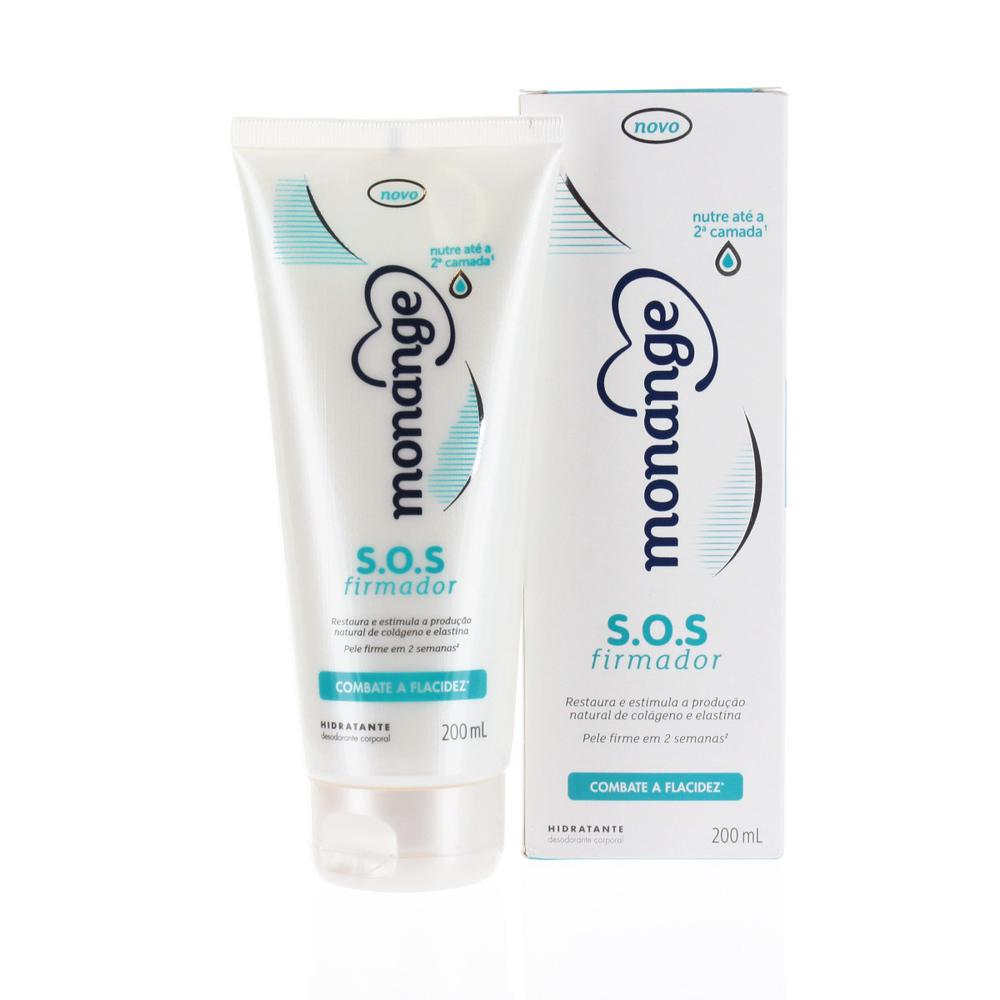 novo
nutre até a
2ª camada¹
monange
S.O.S
firmador
Restaura e estimula a produção
natural de colágeno e elastina
Pele firme em 2 semanas²
COMBATE A FLACIDEZ*
HIDRATANTE
desodorante corporal
200 mL
novo
nutre até a
2ª camada¹
monange
S.O.S
firmador
Restaura e estimula a produção
natural de colágeno e elastina
Pele firme em 2 semanas²
COMBATE A FLACIDEZ*
HIDRATANTE
desodorante corporal
200 mL